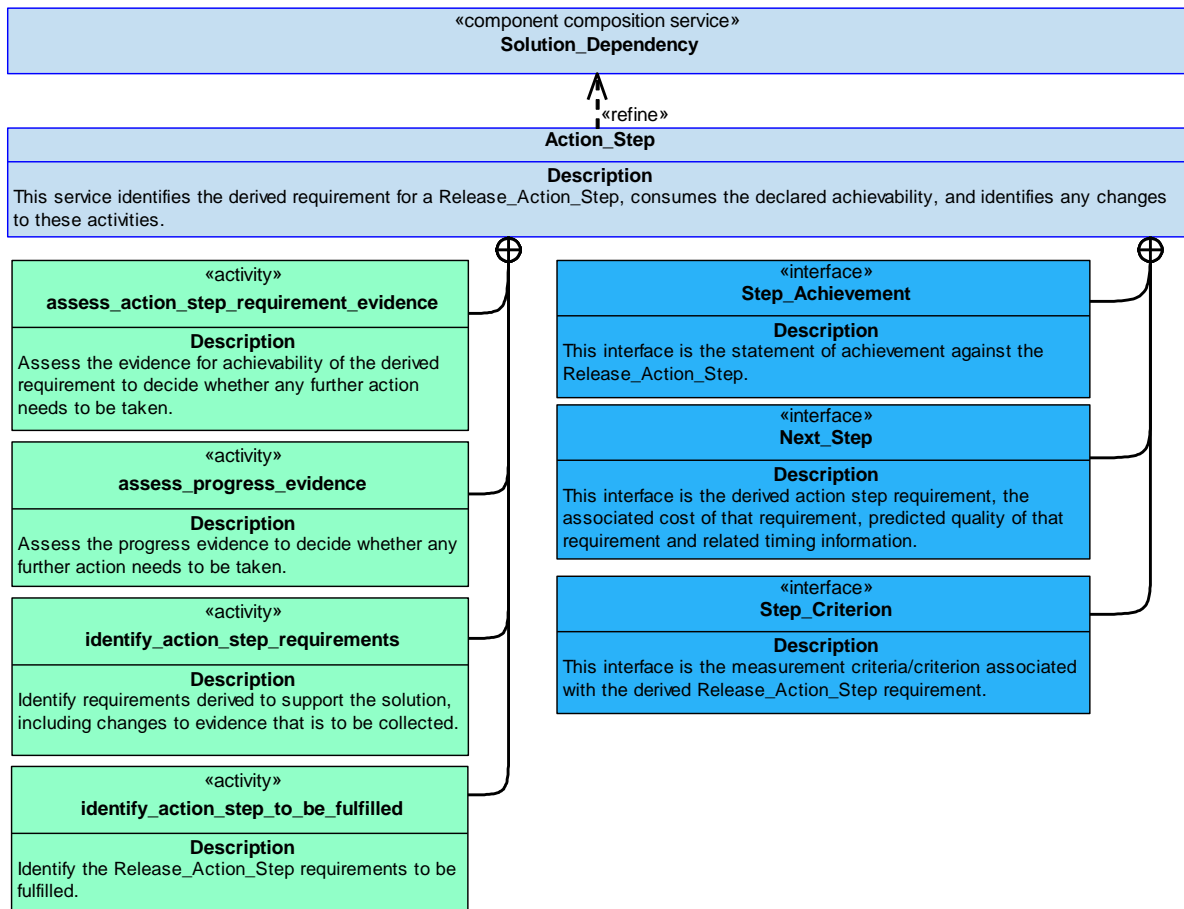 «component composition service»
Solution_Dependency
«refine»
Action_Step
Description
This service identifies the derived requirement for a Release_Action_Step, consumes the declared achievability, and identifies any changes
to these activities.
«activity»
assess_action_step_requirement_evidence
Description
Assess the evidence for achievability of the derived
requirement to decide whether any further action
needs to be taken.
«activity»
assess_progress_evidence
Description
Assess the progress evidence to decide whether any
further action needs to be taken.
«activity»
identify_action_step_requirements
Description
Identify requirements derived to support the solution,
including changes to evidence that is to be collected.
«activity»
identify_action_step_to_be_fulfilled
Description
Identify the Release_Action_Step requirements to be
fulfilled.
«interface»
Step_Achievement
Description
This interface is the statement of achievement against the
Release_Action_Step.
«interface»
Next_Step
Description
This interface is the derived action step requirement, the
associated cost of that requirement, predicted quality of that
requirement and related timing information.
«interface»
Step_Criterion
Description
This interface is the measurement criteria/criterion associated
with the derived Release_Action_Step requirement.